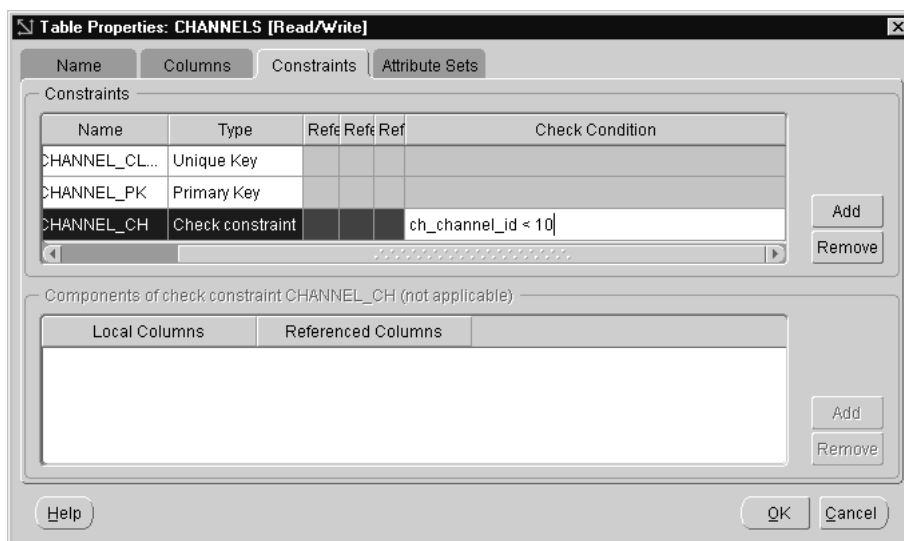 Table Properties: CHANNELS [Read/Write]
Name Columns Constraints Attribute Sets
Constraints
Name Type Refe Refe Ref Check Condition
CHANNEL_CL... Unique Key
CHANNEL_PK Primary Key
CHANNEL_CH Check constraint ch_channel_id < 10
Add
Remove
Components of check constraint CHANNEL_CH (not applicable)
Local Columns Referenced Columns
Add
Remove
Help OK Cancel